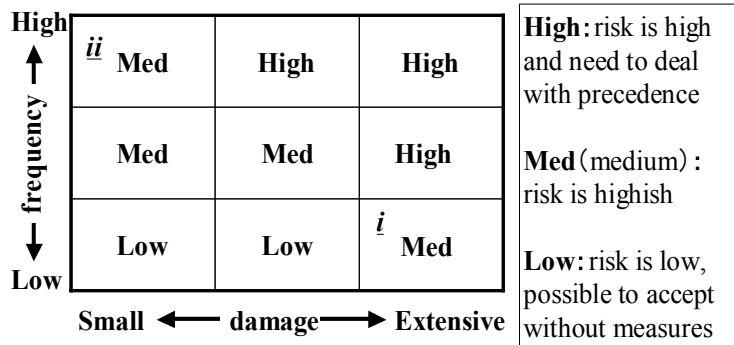 High
ii
Med
High
High
frequency
Med
Med
High
i
Low
Low
Med
Low
Small
damage
Extensive
High:risk is high
and need to deal
with precedence
Med(medium):
risk is highish
Low:risk is low,
possible to accept
without measures